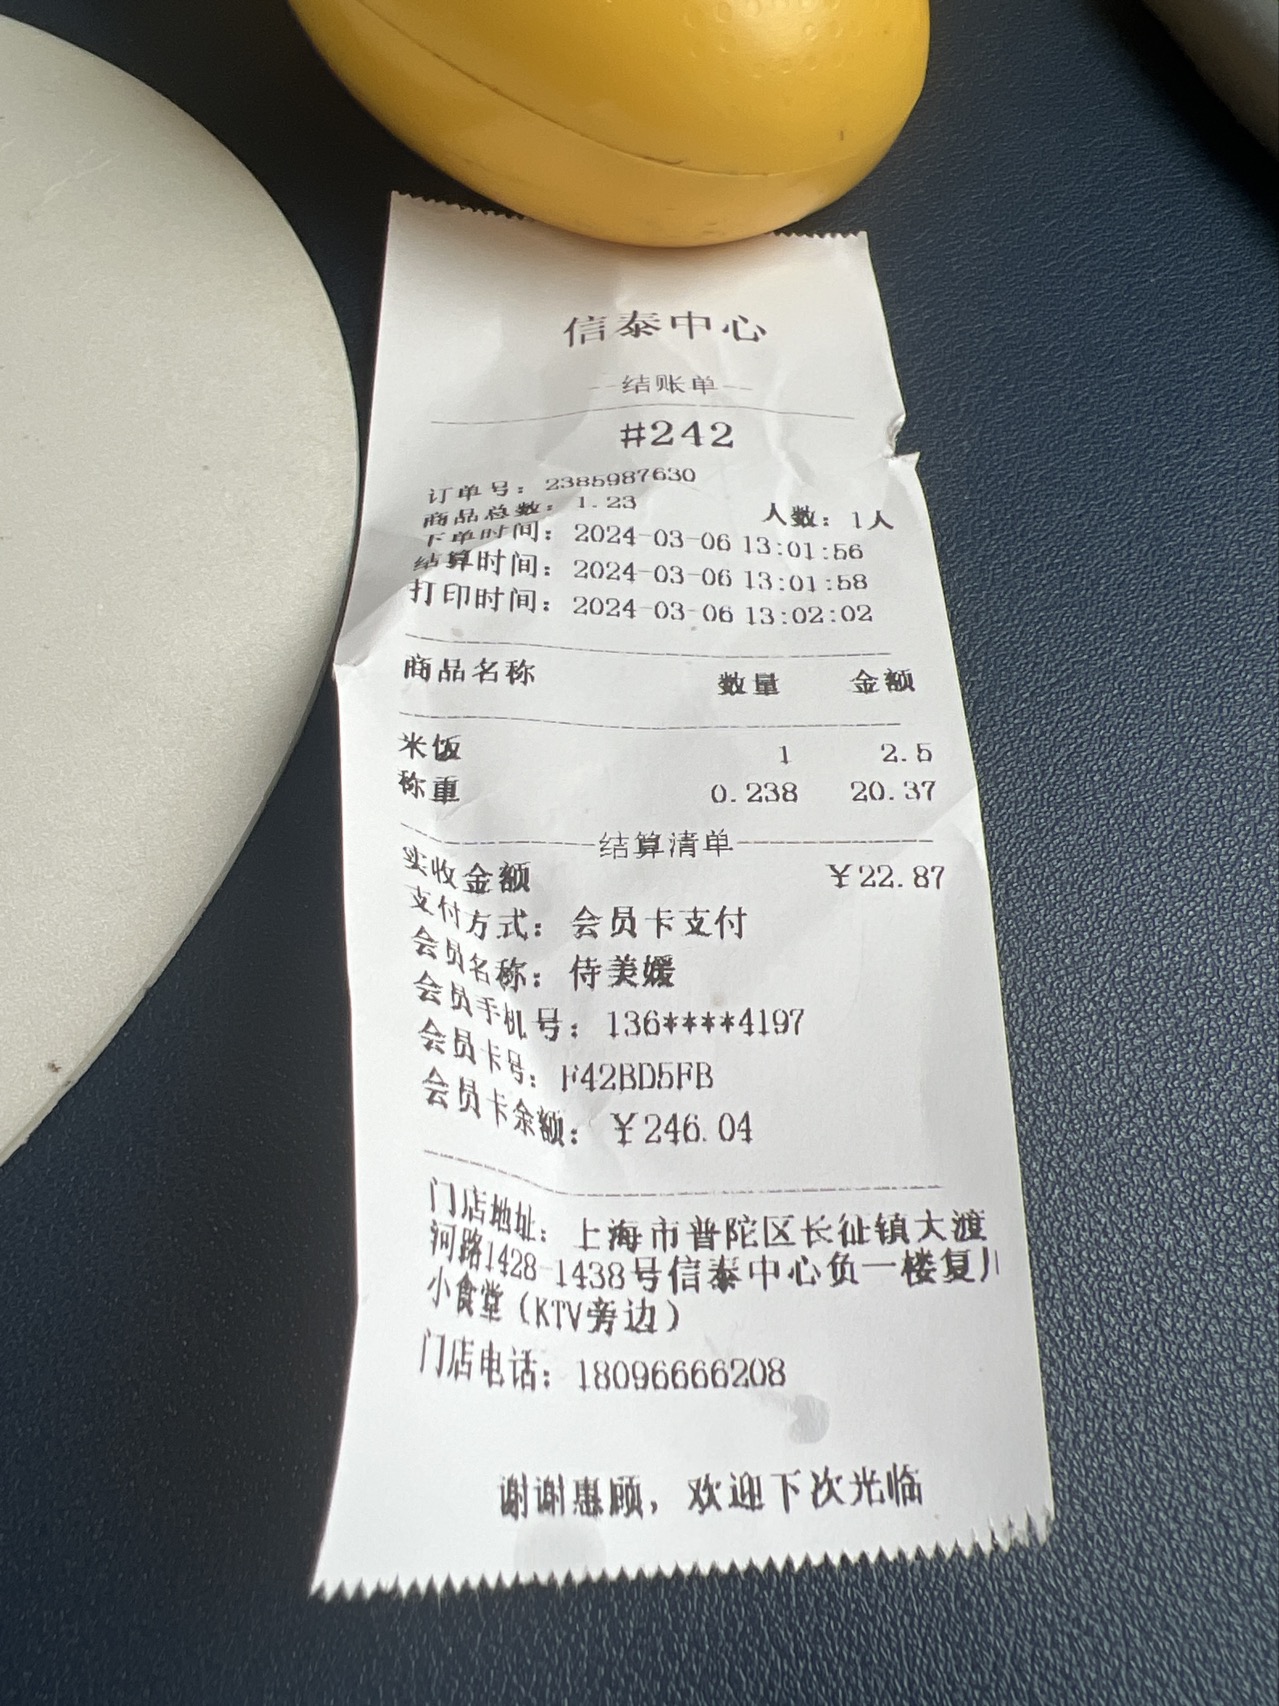 信泰中心
结账单
#242
订单号：2385987630
商品总数：1.23 人数：1人
下单时间：2024-03-06 13:01:56
结算时间：2024-03-06 13:01:58
打印时间：2024-03-06 13:02:02
商品名称 数量 金额
米饭 1 2.5
称重 0.238 20.37
结算清单
实收金额 ￥22.87
支付方式：会员卡支付
会员名称：侍美媛
会员手机号：136****4197
会员卡号：F42BD5FB
会员卡余额：￥246.04
门店地址：上海市普陀区长征镇大渡
河路1428-1438号信泰中心负一楼复川
小食堂（KTV旁边）
门店电话：18096666208
谢谢惠顾，欢迎下次光临